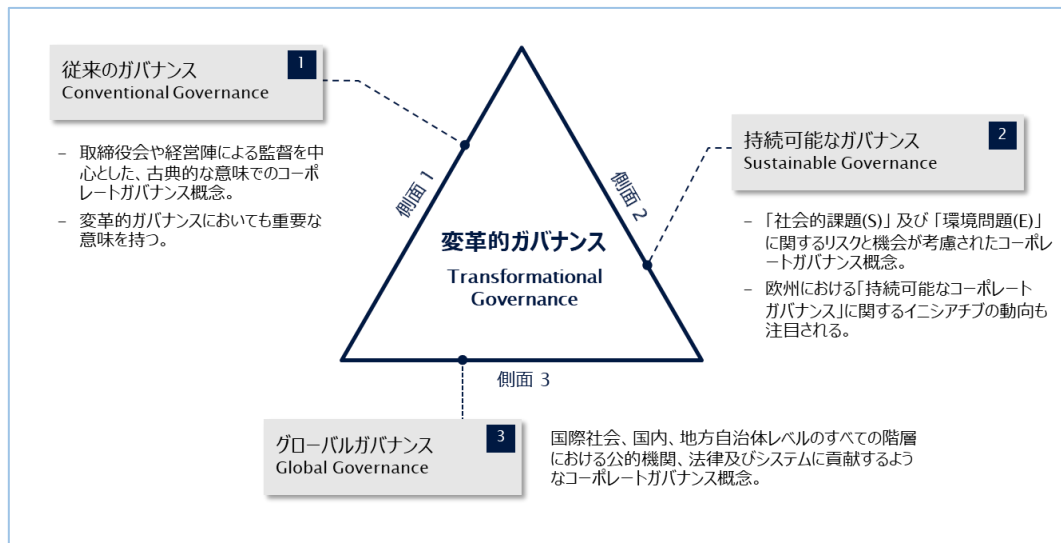 従来のガバナンス
Conventional Governance
1
– 取締役会や経営陣による監督を中
心とした、古典的な意味でのコーポ
レートガバナンス概念。
– 変革的ガバナンスにおいても重要な
意味を持つ。
側面 1
側面 2
変革的ガバナンス
Transformational
Governance
側面 3
持続可能なガバナンス
Sustainable Governance
2
– 「社会的課題(S)」 及び 「環境問題(E)」
に関するリスクと機会が考慮されたコーポレ
ートガバナンス概念。
– 欧州における「持続可能なコーポレート
ガバナンス」に関するイニシアチブの動向も
注目される。
グローバルガバナンス
Global Governance
3
国際社会、国内、地方自治体レベルのすべての階層
における公的機関、法律及びシステムに貢献するよう
なコーポレートガバナンス概念。